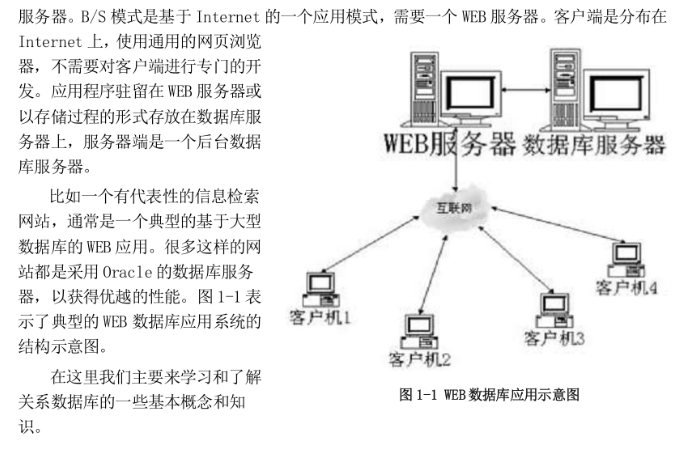 服务器。B/S 模式是基于 Internet 的一个应用模式，需要一个 WEB 服务器。客户端是分布在
Internet 上，使用通用的网页浏览
器，不需要对客户端进行专门的开
发。应用程序驻留在 WEB 服务器或
以存储过程的形式存放在数据库服
务器上，服务器端是一个后台数据
库服务器。
比如一个有代表性的信息检索
网站，通常是一个典型的基于大型
数据库的 WEB 应用。很多这样的网
站都是采用 Oracle 的数据库服务
器，以获得优越的性能。图 1-1 表
示了典型的 WEB 数据库应用系统的
结构示意图。
在这里我们主要来学习和了解
关系数据库的一些基本概念和知
识。
WEB服务器 数据库服务器
互联网
客户机1
客户机2
客户机3
客户机4
图 1-1 WEB 数据库应用示意图